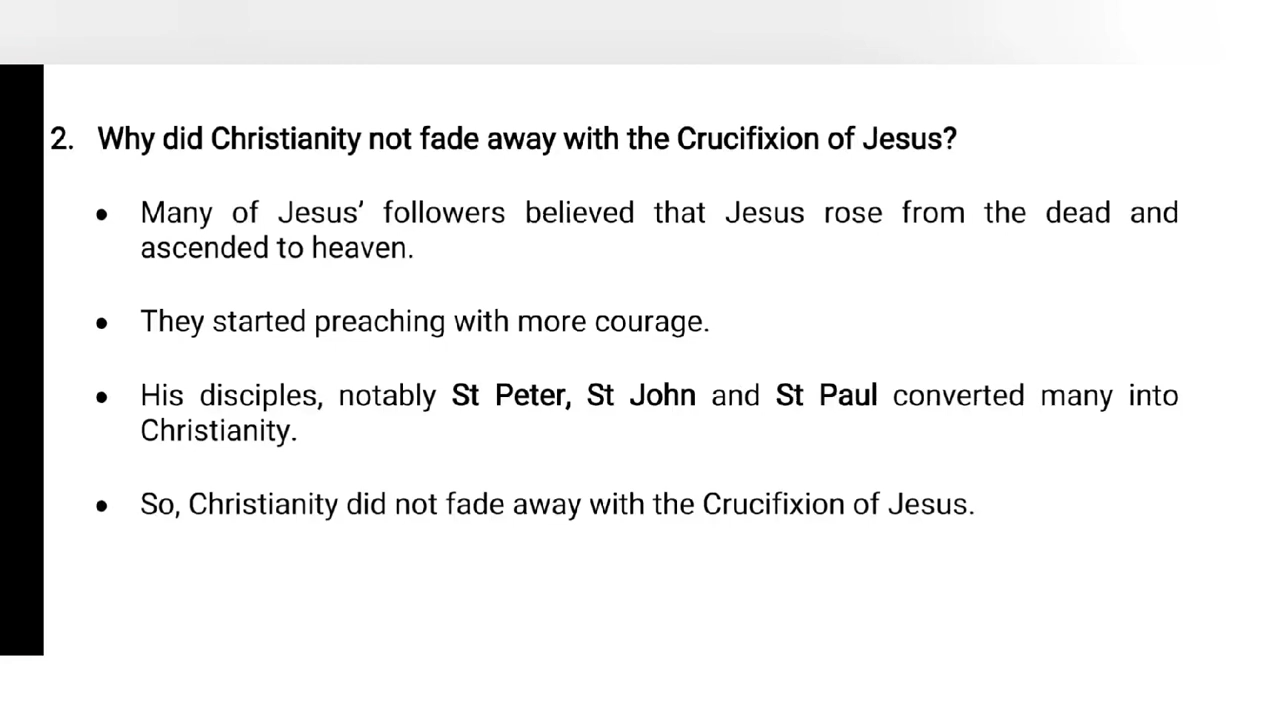 2. Why did Christianity not fade away with the Crucifixion of Jesus?
• Many of Jesus’ followers believed that Jesus rose from the dead and
ascended to heaven.
• They started preaching with more courage.
• His disciples, notably St Peter, St John and St Paul converted many into
Christianity.
• So, Christianity did not fade away with the Crucifixion of Jesus.